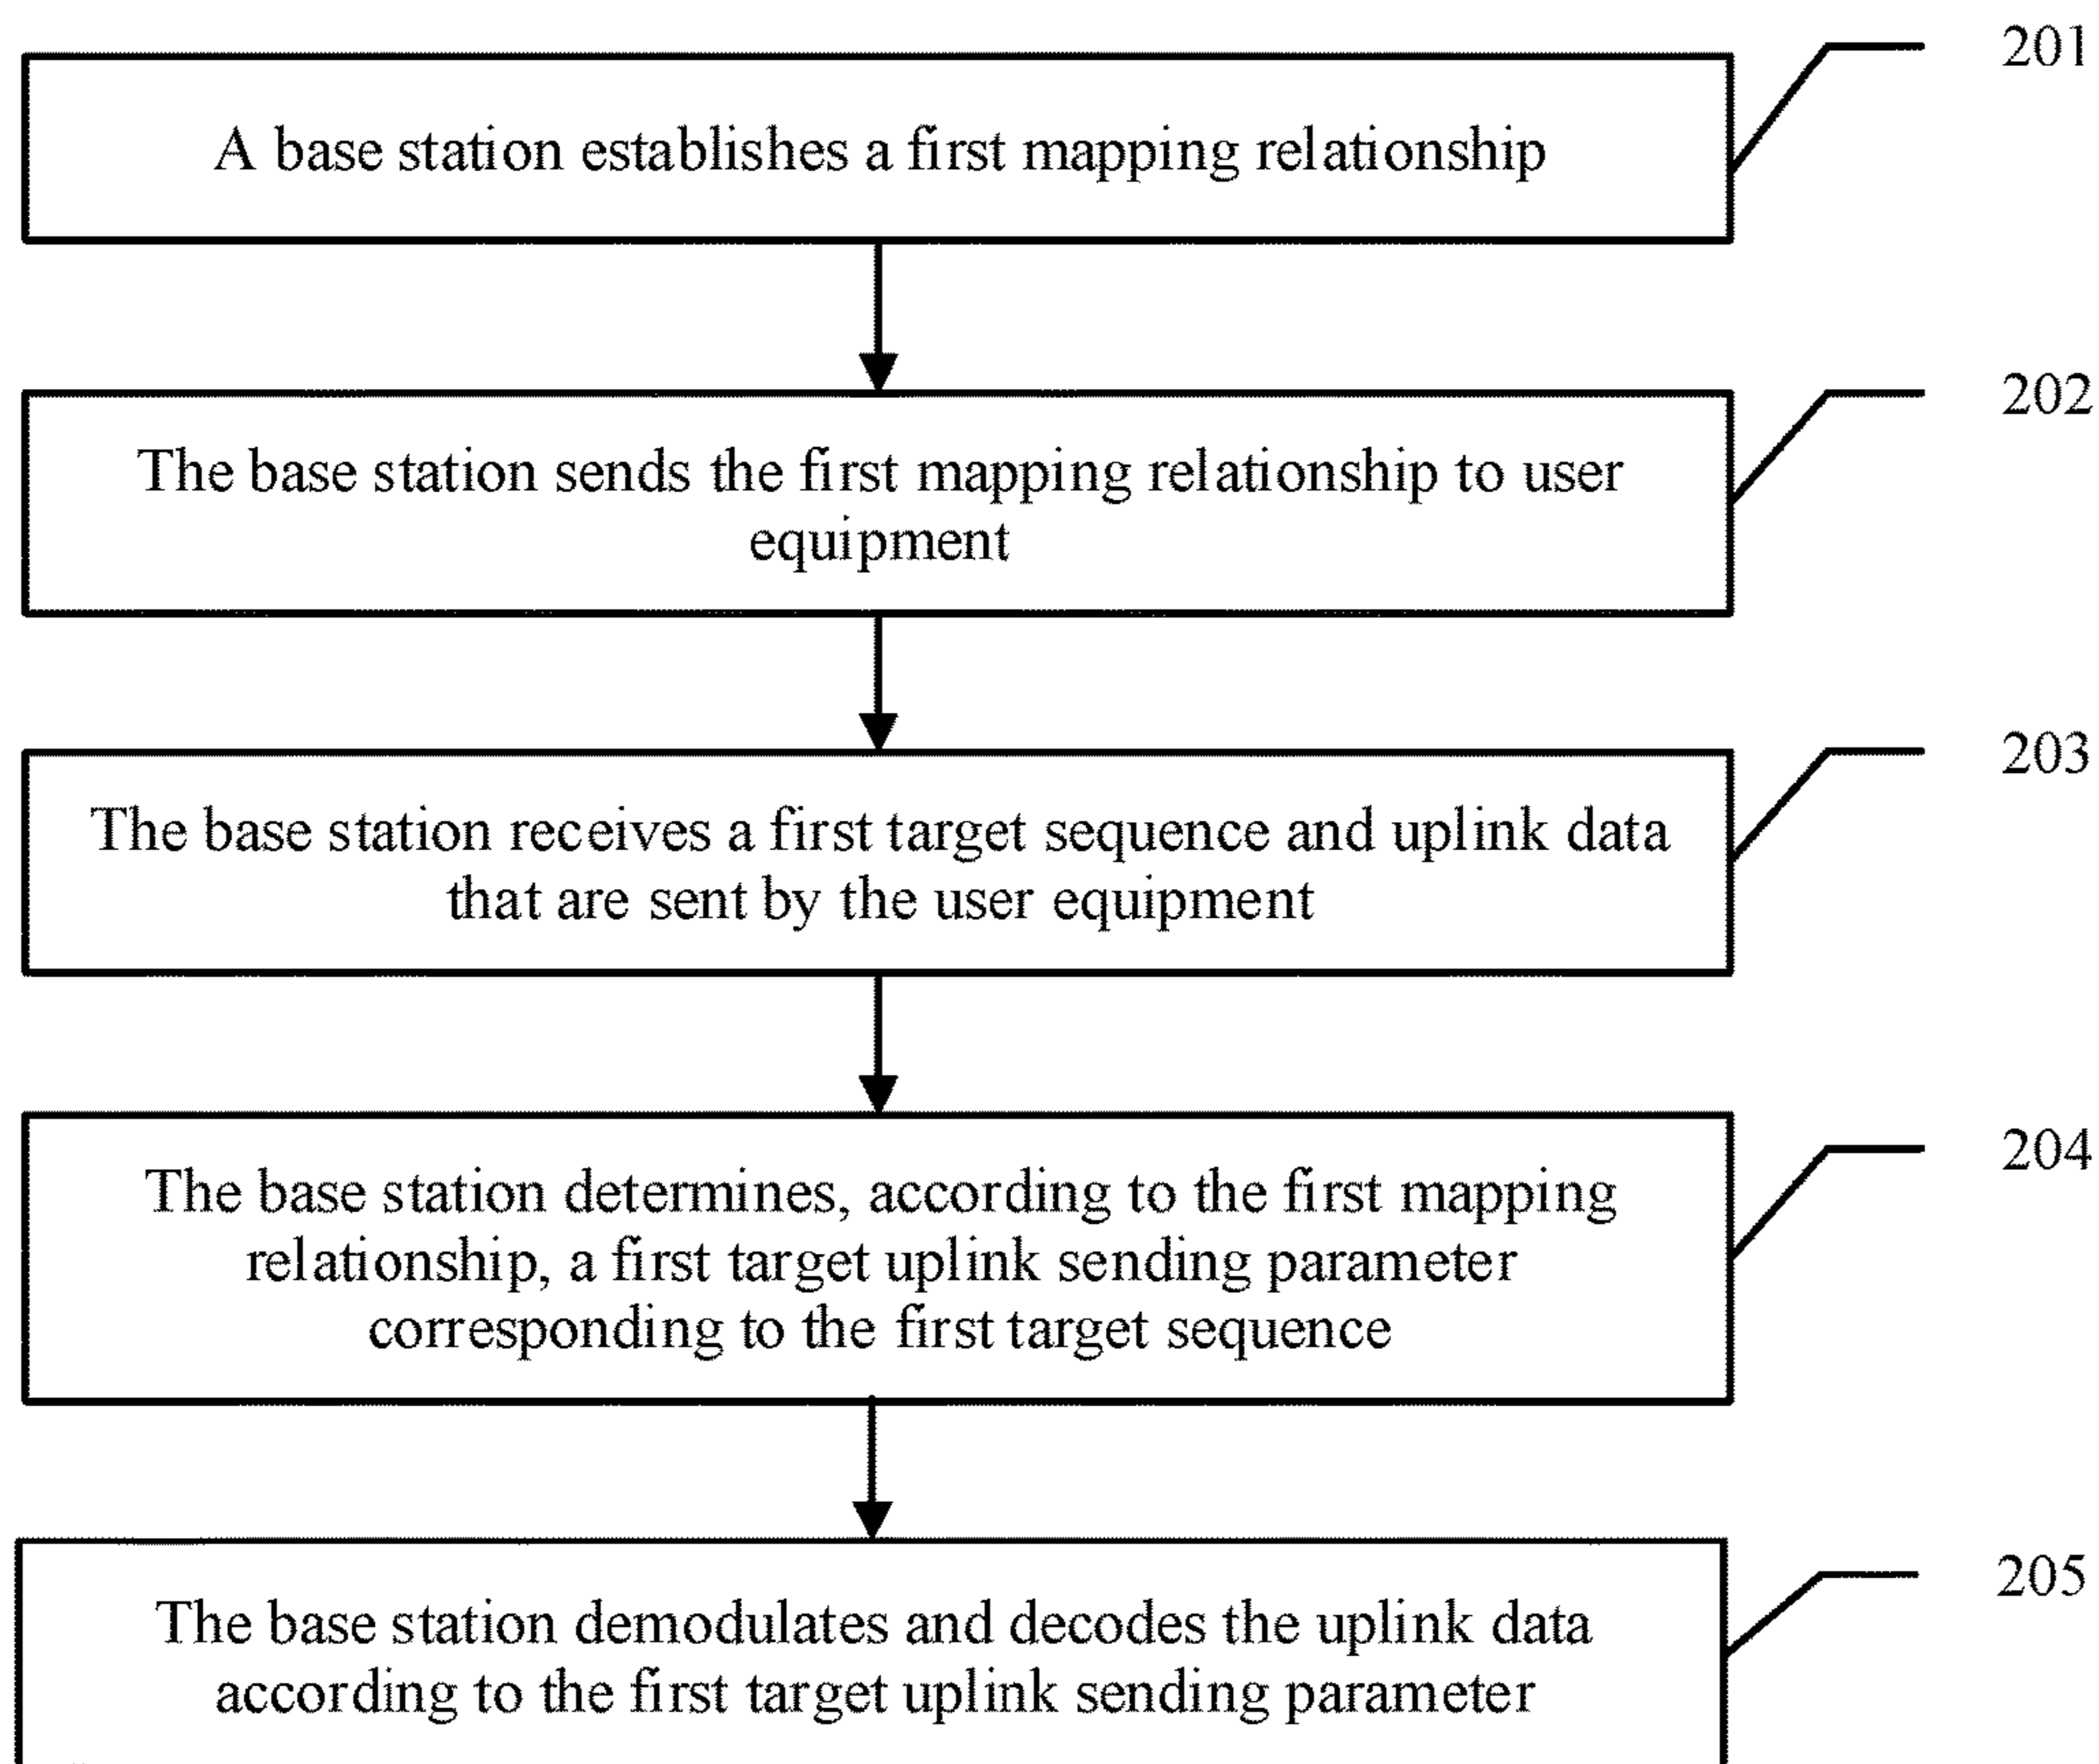 201
A base station establishes a first mapping relationship
202
The base station sends the first mapping relationship to user
equipment
203
The base station receives a first target sequence and uplink data
that are sent by the user equipment
204
The base station determines, according to the first mapping
relationship, a first target uplink sending parameter
corresponding to the first target sequence
205
The base station demodulates and decodes the uplink data
according to the first target uplink sending parameter